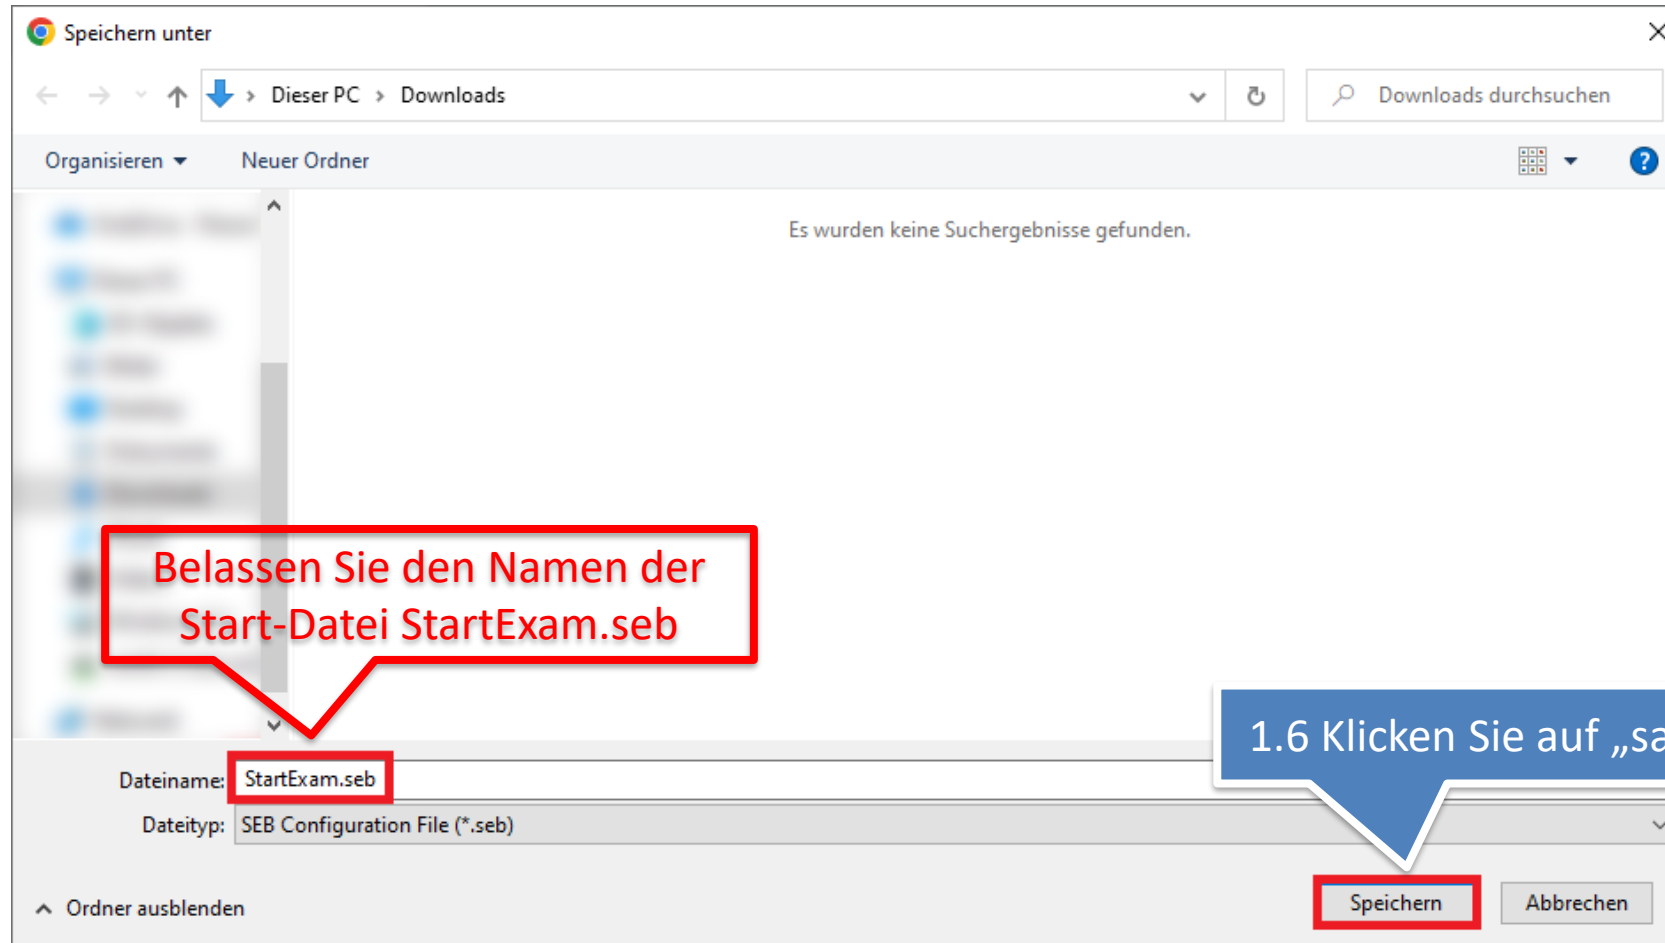 Speichern unter
Dieser PC > Downloads
Downloads durchsuchen
Organisieren Neuer Ordner
?
Es wurden keine Suchergebnisse gefunden.
Belassen Sie den Namen der
Start-Datei StartExam.seb
1.6 Klicken Sie auf „sa
Dateiname: StartExam.seb
Dateityp: SEB Configuration File (*.seb)
Ordner ausblenden
Speichern Abbrechen